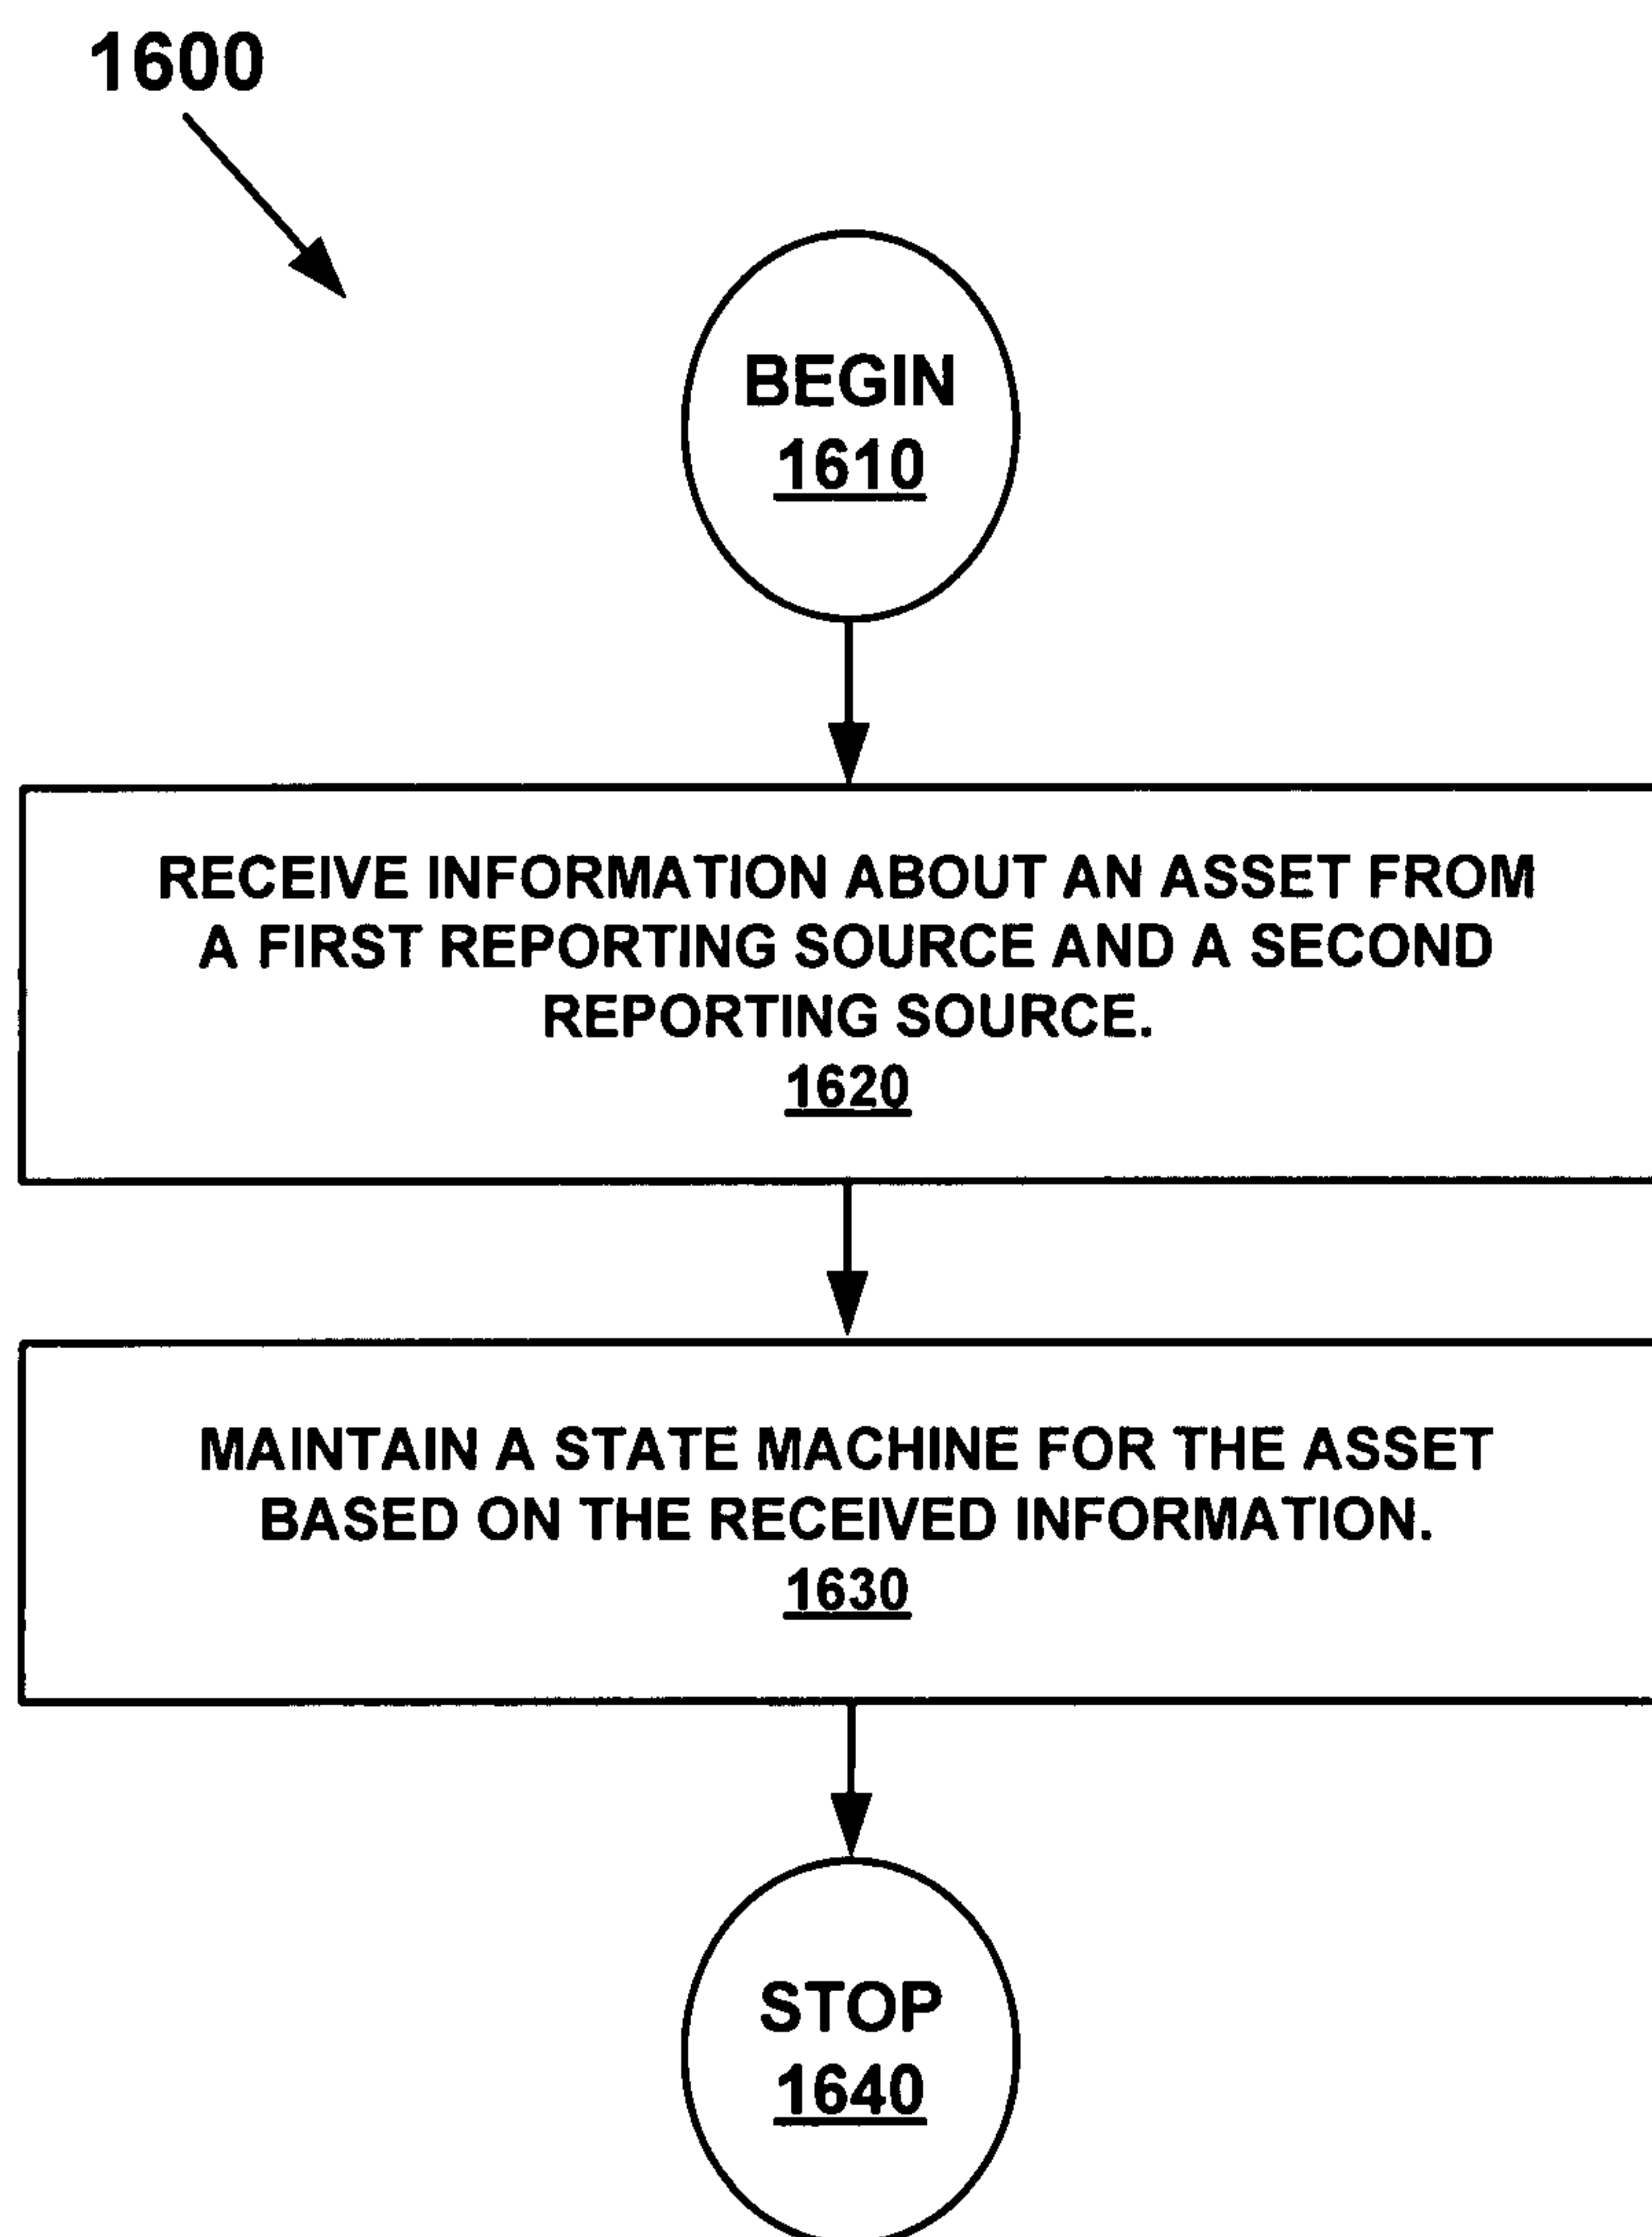 1600
BEGIN
1610
RECEIVE INFORMATION ABOUT AN ASSET FROM
A FIRST REPORTING SOURCE AND A SECOND
REPORTING SOURCE.
1620
MAINTAIN A STATE MACHINE FOR THE ASSET
BASED ON THE RECEIVED INFORMATION.
1630
STOP
1640